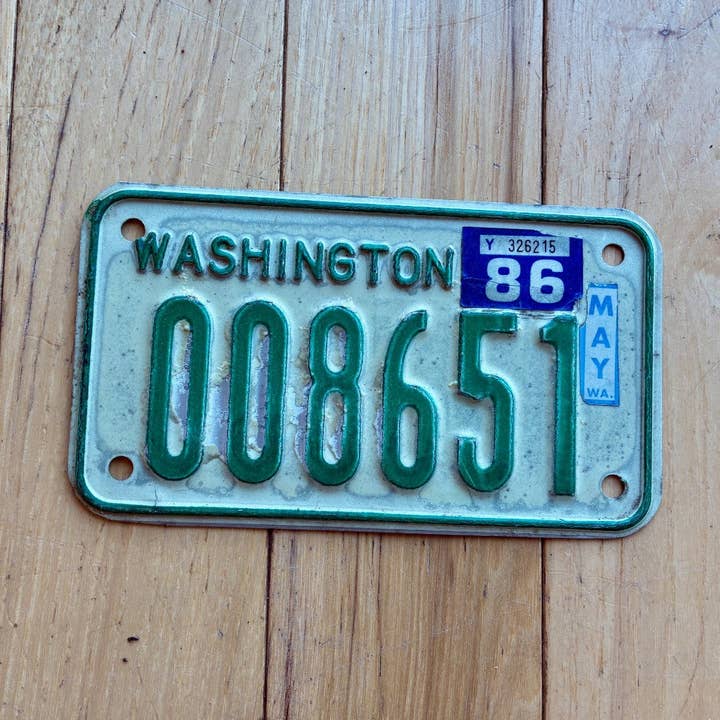 WASHINGTON
Y 326215
86
MAY
WA.
008651